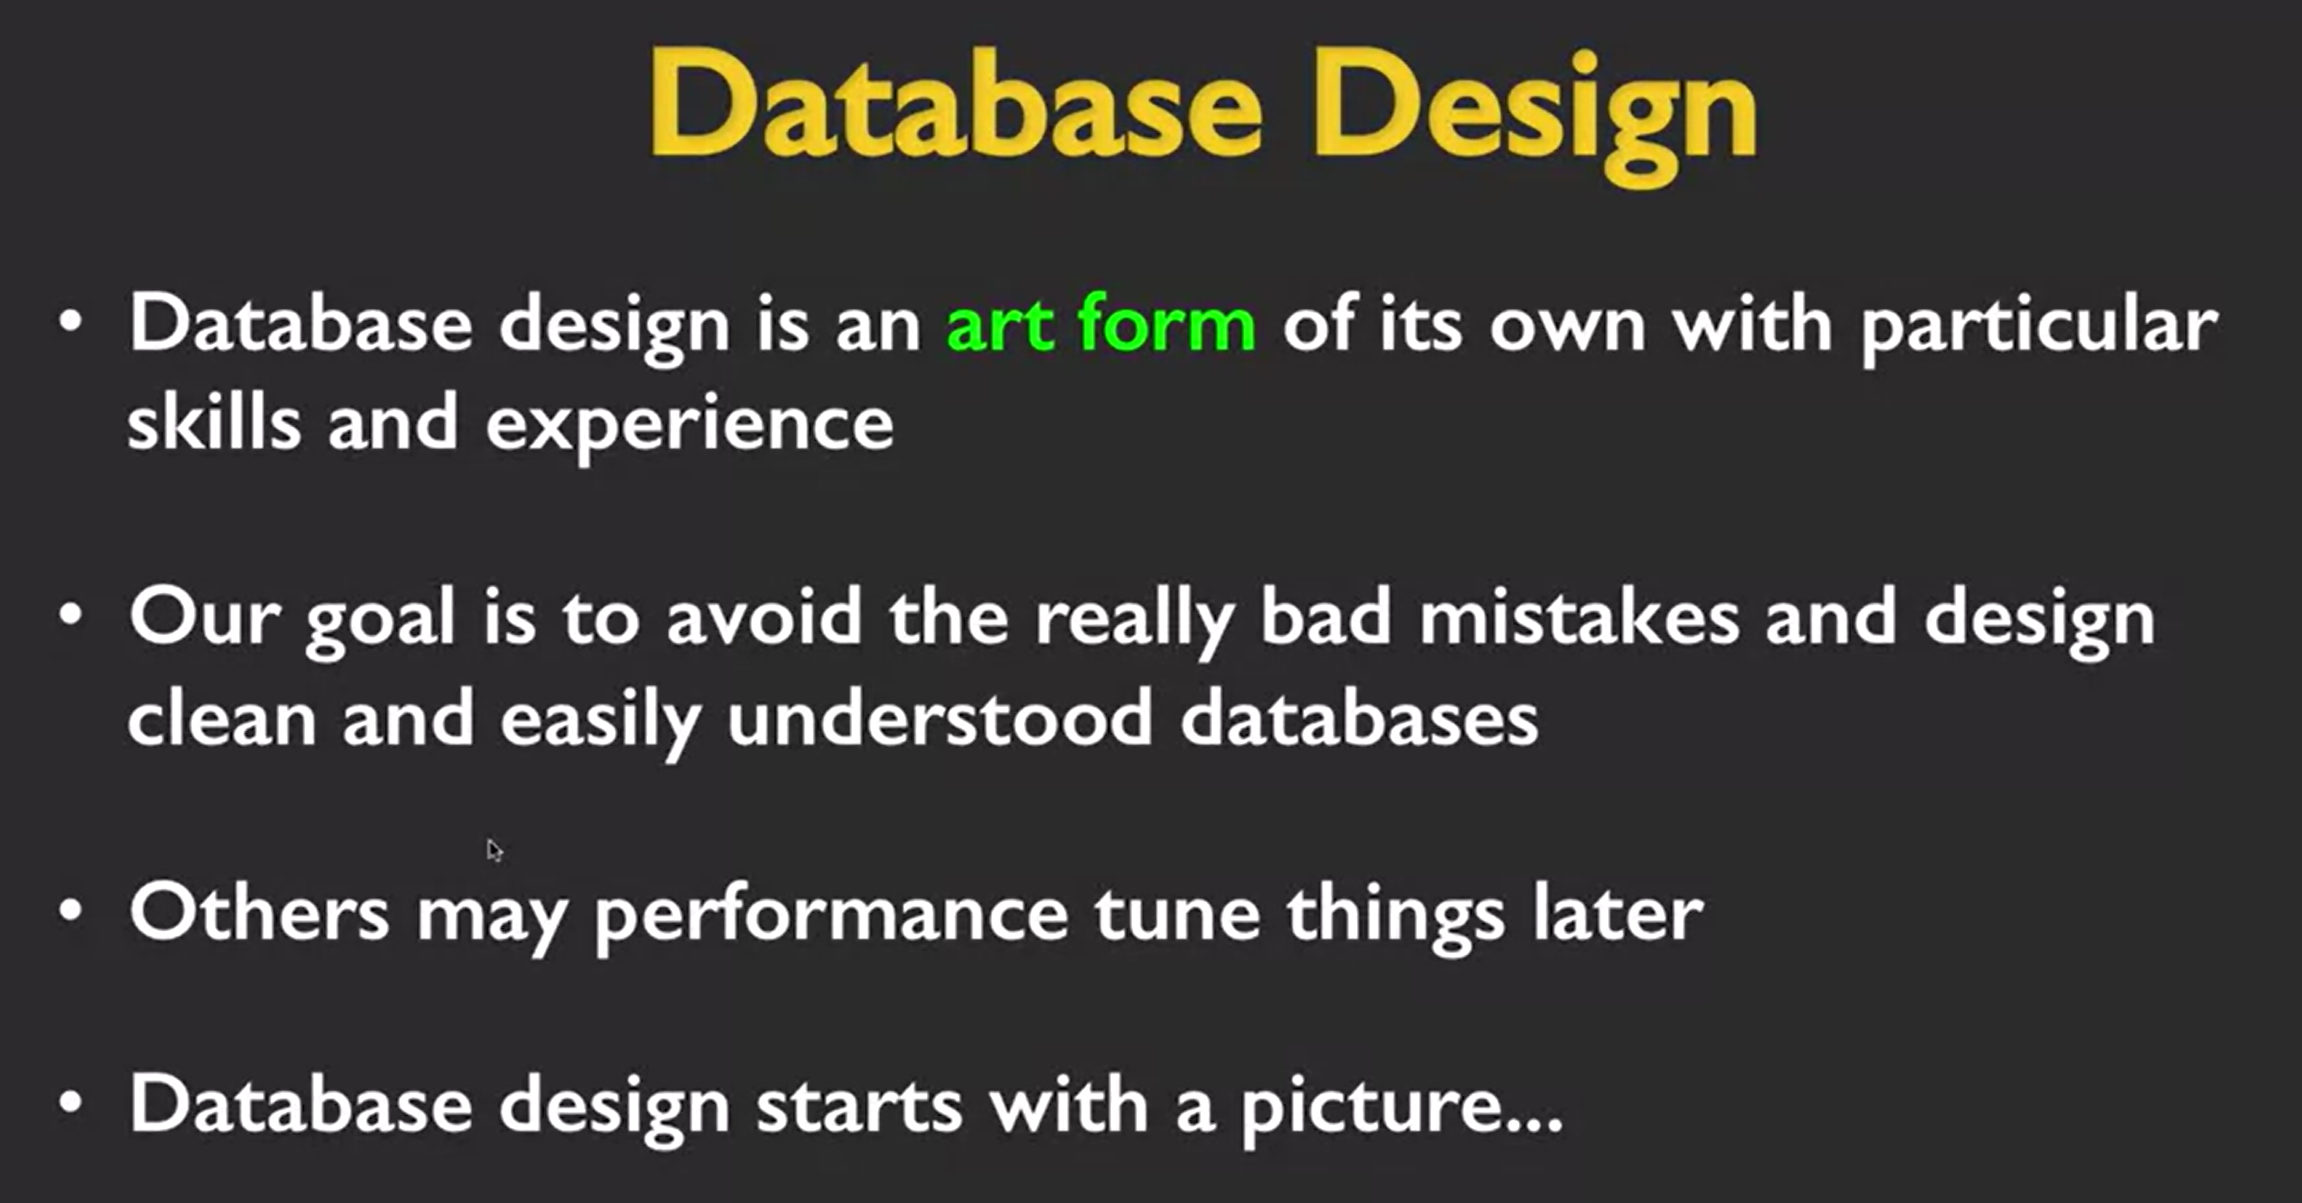 Database Design
• Database design is an art form of its own with particular
skills and experience
• Our goal is to avoid the really bad mistakes and design
clean and easily understood databases
• Others may performance tune things later
• Database design starts with a picture...